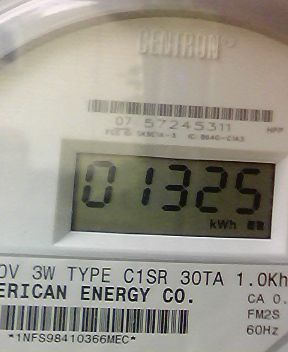 CENTRON®
07 57245311
HPP
01325
kWh
0V 3W TYPE C1SR 30TA 1.0Kh
ERICAN ENERGY CO.
CA 0.
FM2S
60Hz
*1NFS98410366MEC*